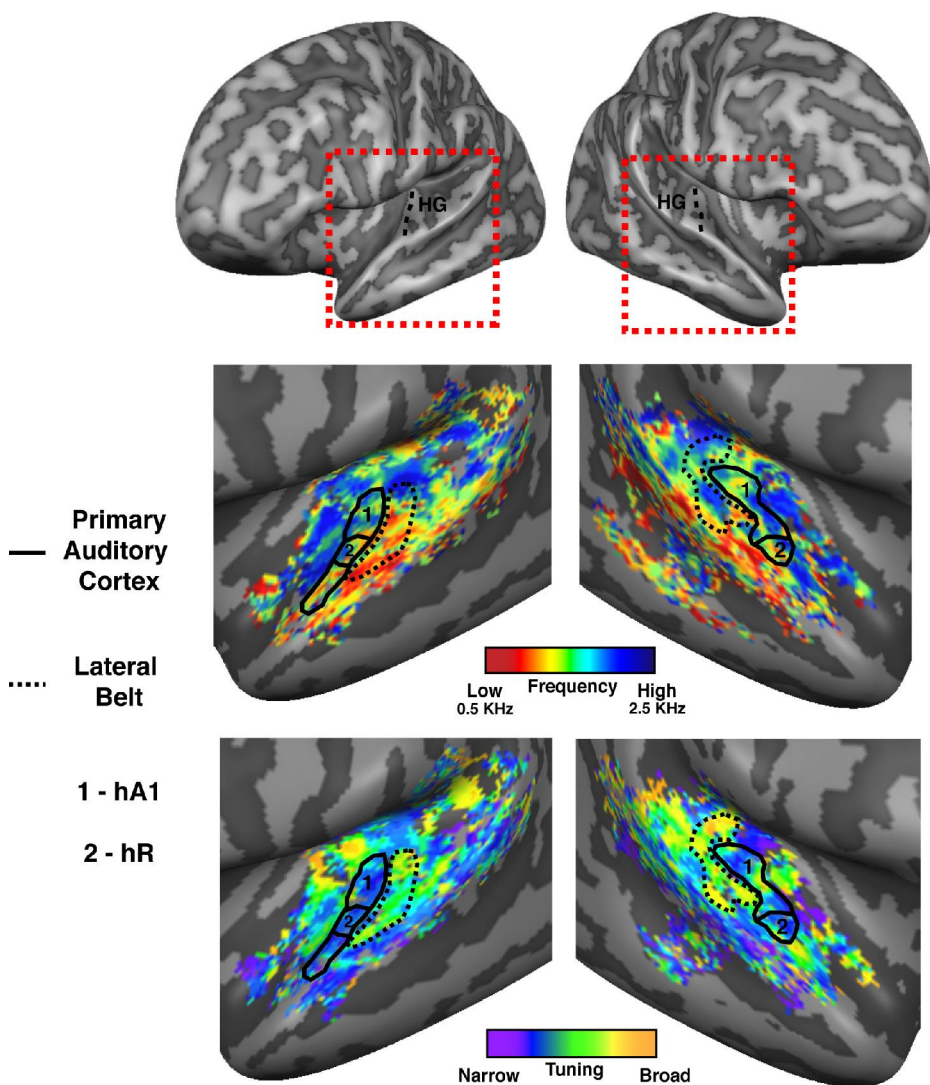 HG
HG
Primary
Auditory
Cortex
1
2
1
2
Lateral
Belt
Low Frequency High
0.5 KHz 2.5 KHz
1 - hA1
2 - hR
1
2
1
2
Narrow Tuning Broad